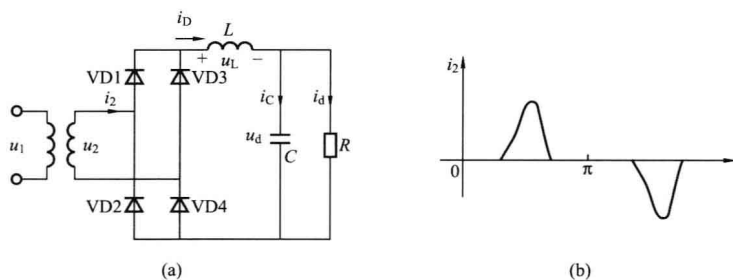 i_D
L
+ u_L −
VD1 VD3
i_2
i_C i_d
u_1 u_2
u_d
C R
VD2 VD4
(a)
i_2
0 π
(b)